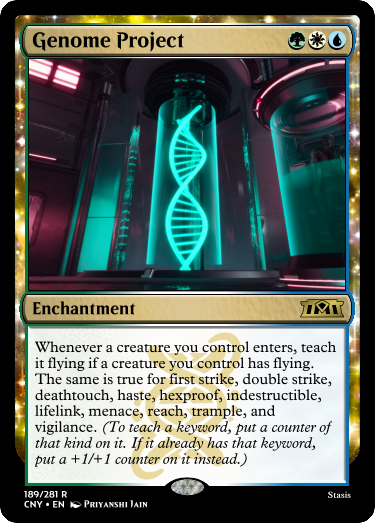 Genome Project
Enchantment
Whenever a creature you control enters, teach
it flying if a creature you control has flying.
The same is true for first strike, double strike,
deathtouch, haste, hexproof, indestructible,
lifelink, menace, reach, trample, and
vigilance. (To teach a keyword, put a counter of
that kind on it. If it already has that keyword,
put a +1/+1 counter on it instead.)
189/281 R
Stasis
CNY • EN Priyanshi Jain